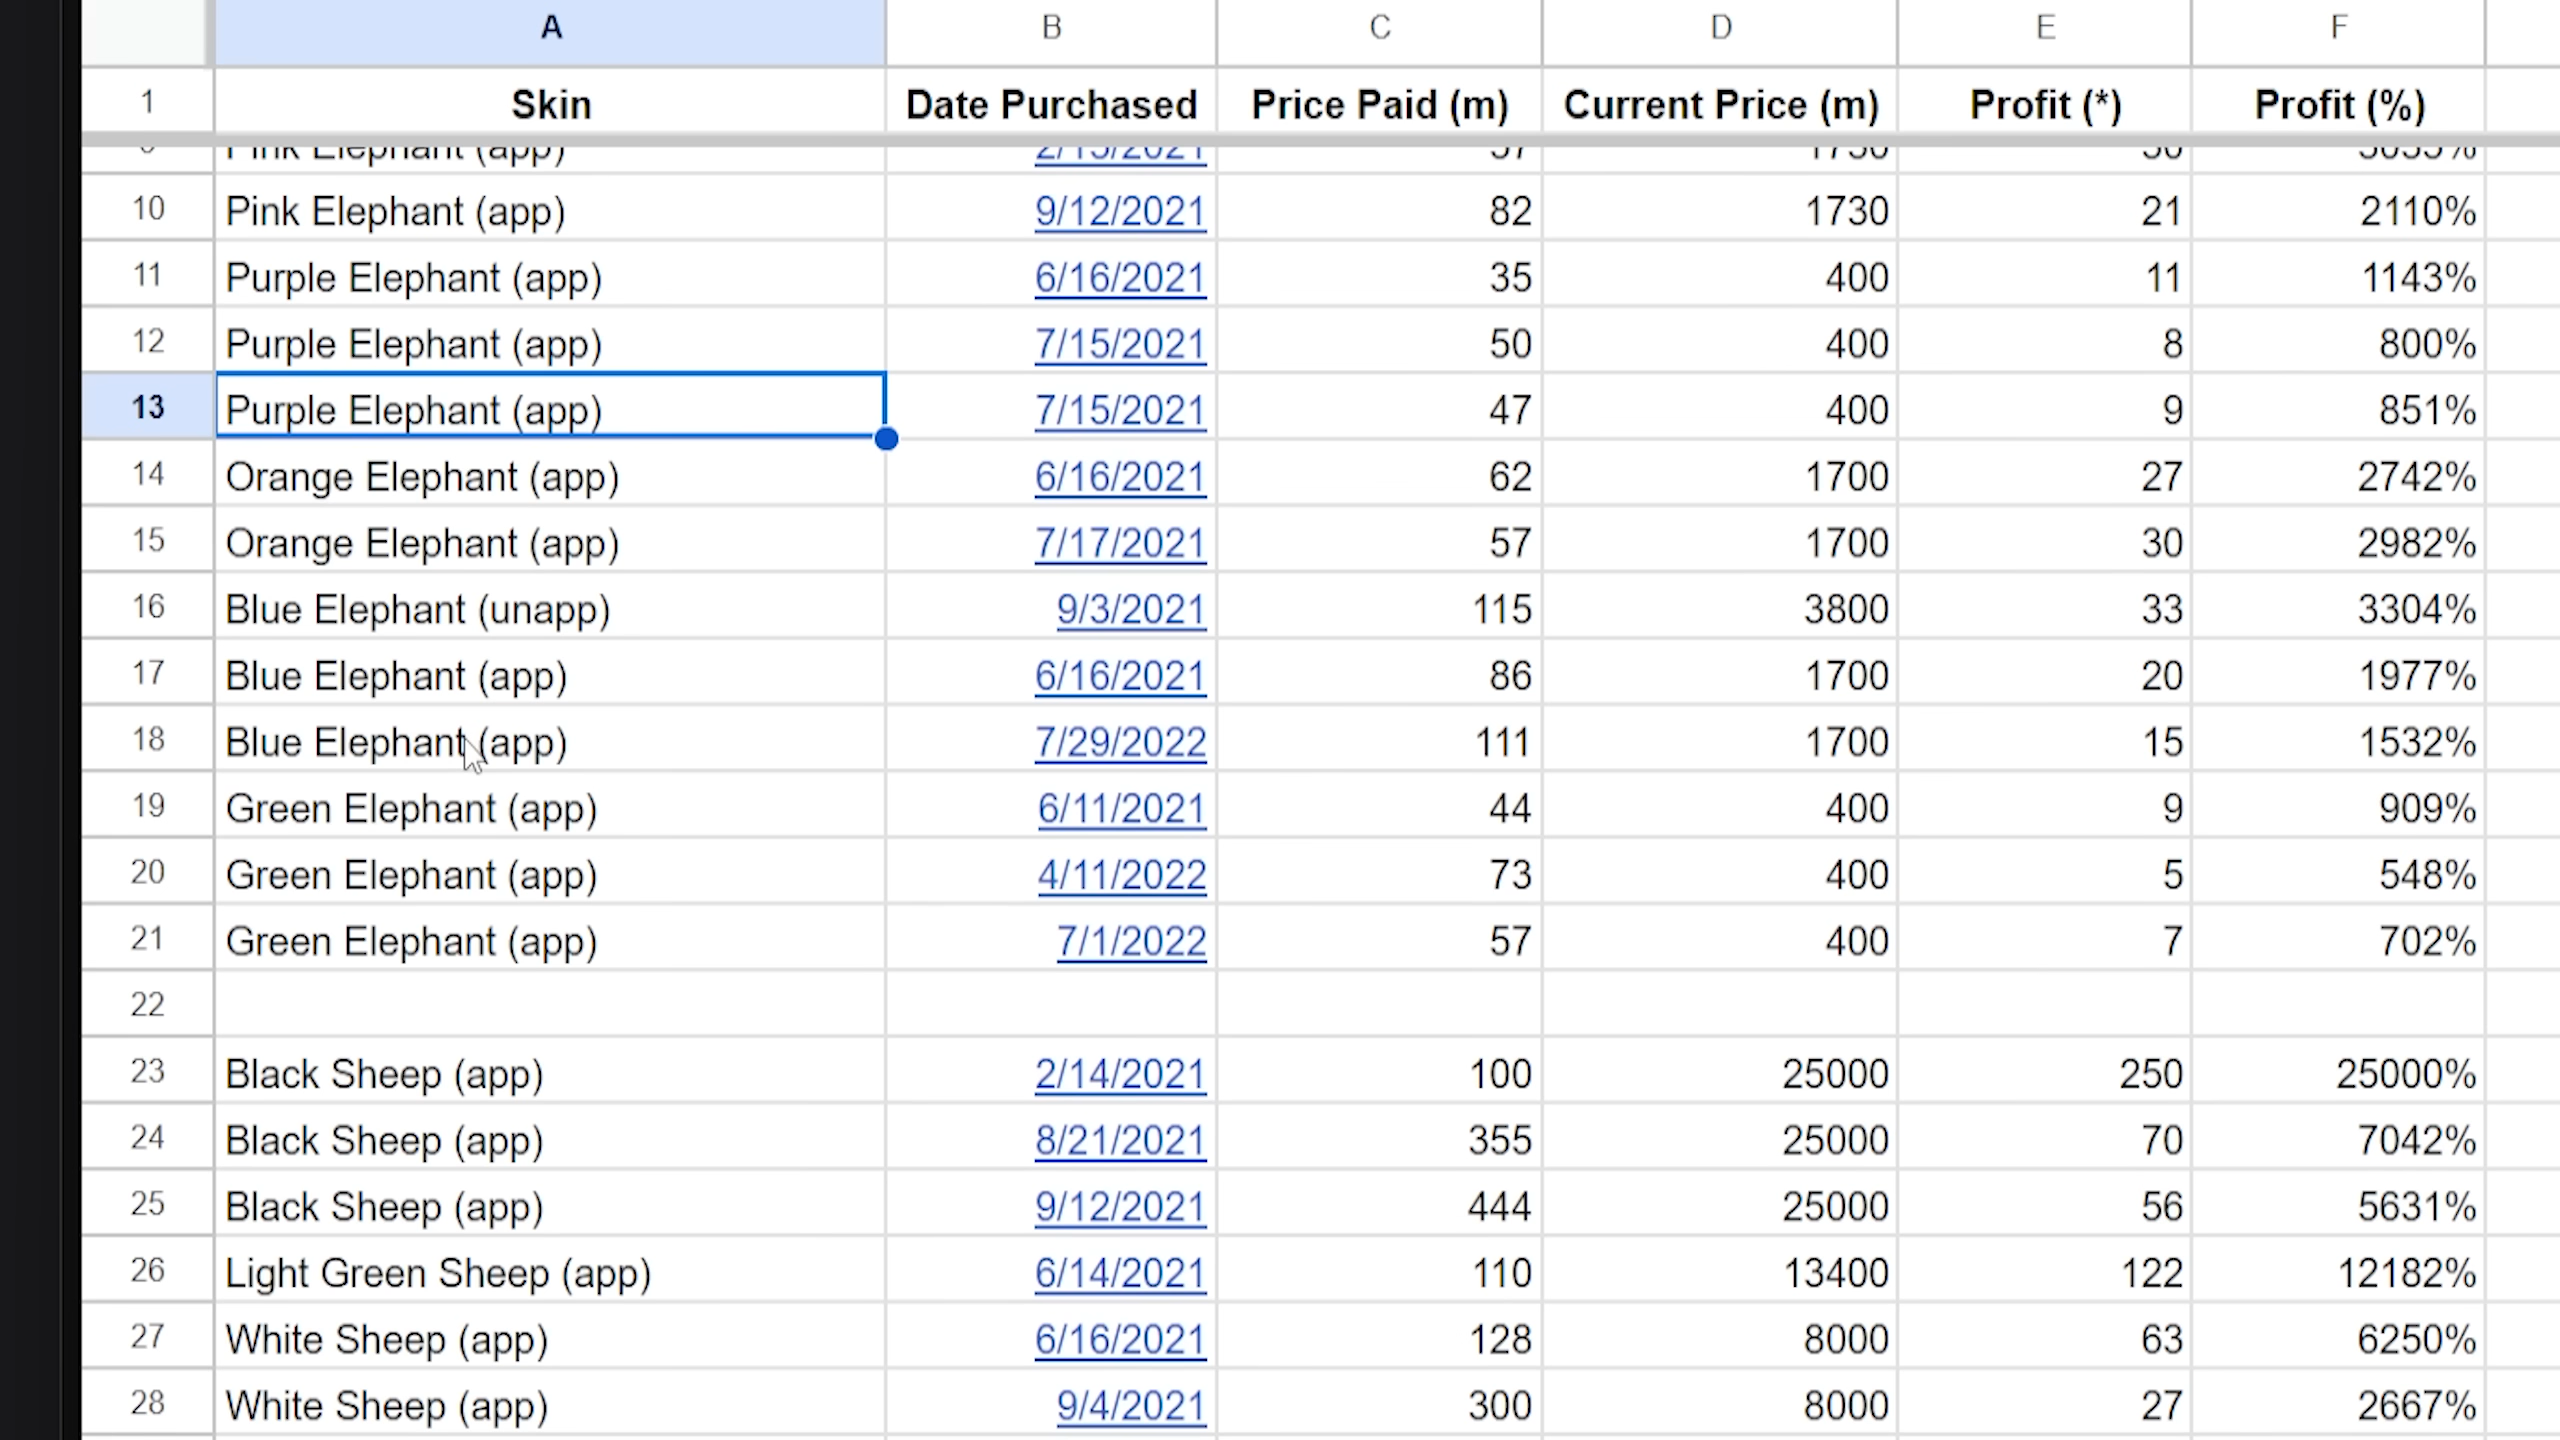 A B C D E F
1 Skin Date Purchased Price Paid (m) Current Price (m) Profit (*) Profit (%)
Pink Elephant (app) 2/15/2021 57 1730 30
10 Pink Elephant (app) 9/12/2021 82 1730 21 2110%
11 Purple Elephant (app) 6/16/2021 35 400 11 1143%
12 Purple Elephant (app) 7/15/2021 50 400 8 800%
13 Purple Elephant (app) 7/15/2021 47 400 9 851%
14 Orange Elephant (app) 6/16/2021 62 1700 27 2742%
15 Orange Elephant (app) 7/17/2021 57 1700 30 2982%
16 Blue Elephant (unapp) 9/3/2021 115 3800 33 3304%
17 Blue Elephant (app) 6/16/2021 86 1700 20 1977%
18 Blue Elephant (app) 7/29/2022 111 1700 15 1532%
19 Green Elephant (app) 6/11/2021 44 400 9 909%
20 Green Elephant (app) 4/11/2022 73 400 5 548%
21 Green Elephant (app) 7/1/2022 57 400 7 702%
22
23 Black Sheep (app) 2/14/2021 100 25000 250 25000%
24 Black Sheep (app) 8/21/2021 355 25000 70 7042%
25 Black Sheep (app) 9/12/2021 444 25000 56 5631%
26 Light Green Sheep (app) 6/14/2021 110 13400 122 12182%
27 White Sheep (app) 6/16/2021 128 8000 63 6250%
28 White Sheep (app) 9/4/2021 300 8000 27 2667%